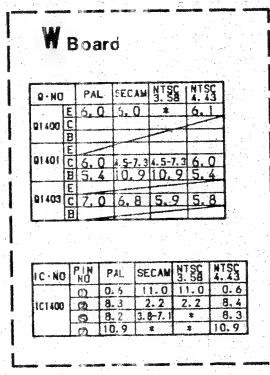 W Board
Q·NO PAL SECAM NTSC 3.58 NTSC 4.43
Q1400 E 6.0 6.0 * 6.1
C
B
Q1401 E
C 6.0 4.5-7.3 4.5-7.3 6.0
B 5.4 10.9 10.9 5.4
Q1403 E
C 7.0 6.8 5.9 5.8
B
IC·NO PIN NO PAL SECAM NTSC 3.58 NTSC 4.43
IC1400 ① 0.6 11.0 11.0 0.6
8.3 2.2 2.2 8.4
8.2 3.8-7.1 * 8.3
10.9 * * 10.9